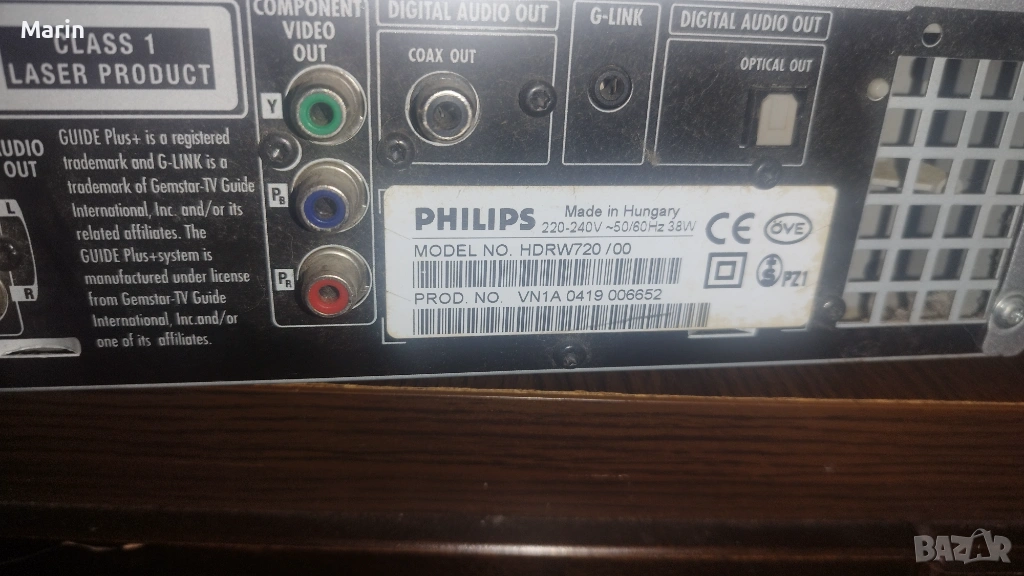 Marin
CLASS 1
LASER PRODUCT
COMPONENT
VIDEO
OUT
Y
PB
PR
DIGITAL AUDIO OUT
COAX OUT
G-LINK
DIGITAL AUDIO OUT
OPTICAL OUT
OUT
L
R
GUIDE Plus+ is a registered
trademark and G-LINK is a
trademark of Gemstar-TV Guide
International, Inc. and/or its
related affiliates. The
GUIDE Plus+system is
manufactured under license
from Gemstar-TV Guide
International, Inc.and/or
one of its affiliates.
PHILIPS
Made in Hungary
220-240V ~50/60Hz 38W
MODEL NO. HDRW720 /00
PROD. NO. VN1A 0419 006652
CE
ÖVE
PZ1
BAZAR